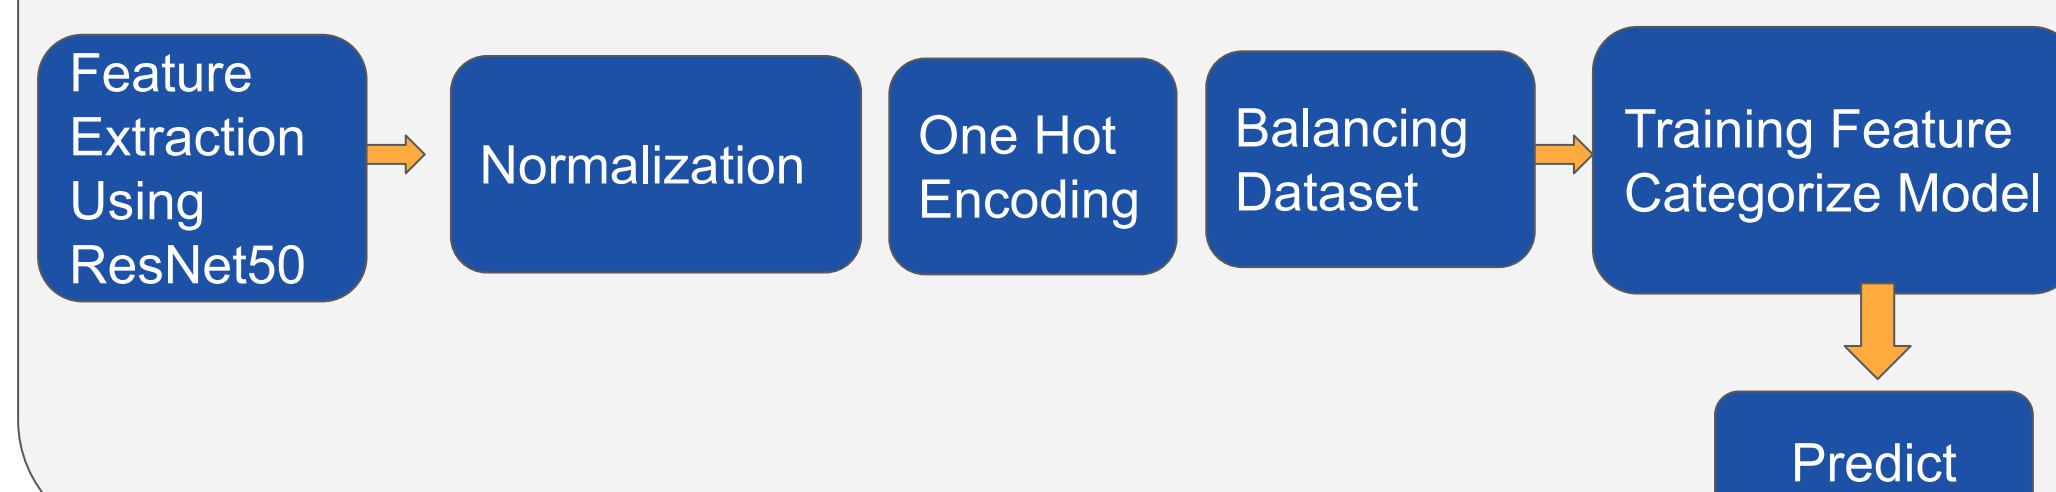 Feature
Extraction
Using
ResNet50
Normalization
One Hot
Encoding
Balancing
Dataset
Training Feature
Categorize Model
Predict